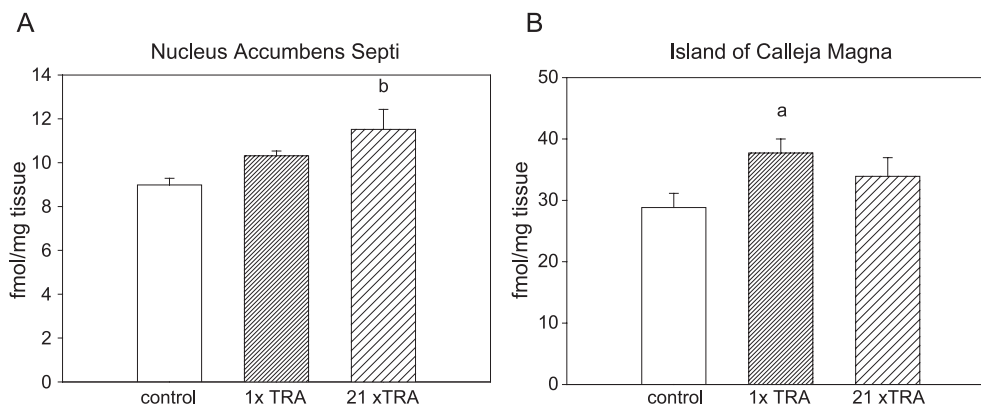 A
Nucleus Accumbens Septi
14
12
10
8
6
4
2
0
fmol/mg tissue
b
control
1x TRA
21 xTRA
B
Island of Calleja Magna
50
40
30
20
10
0
fmol/mg tissue
a
control
1x TRA
21 xTRA